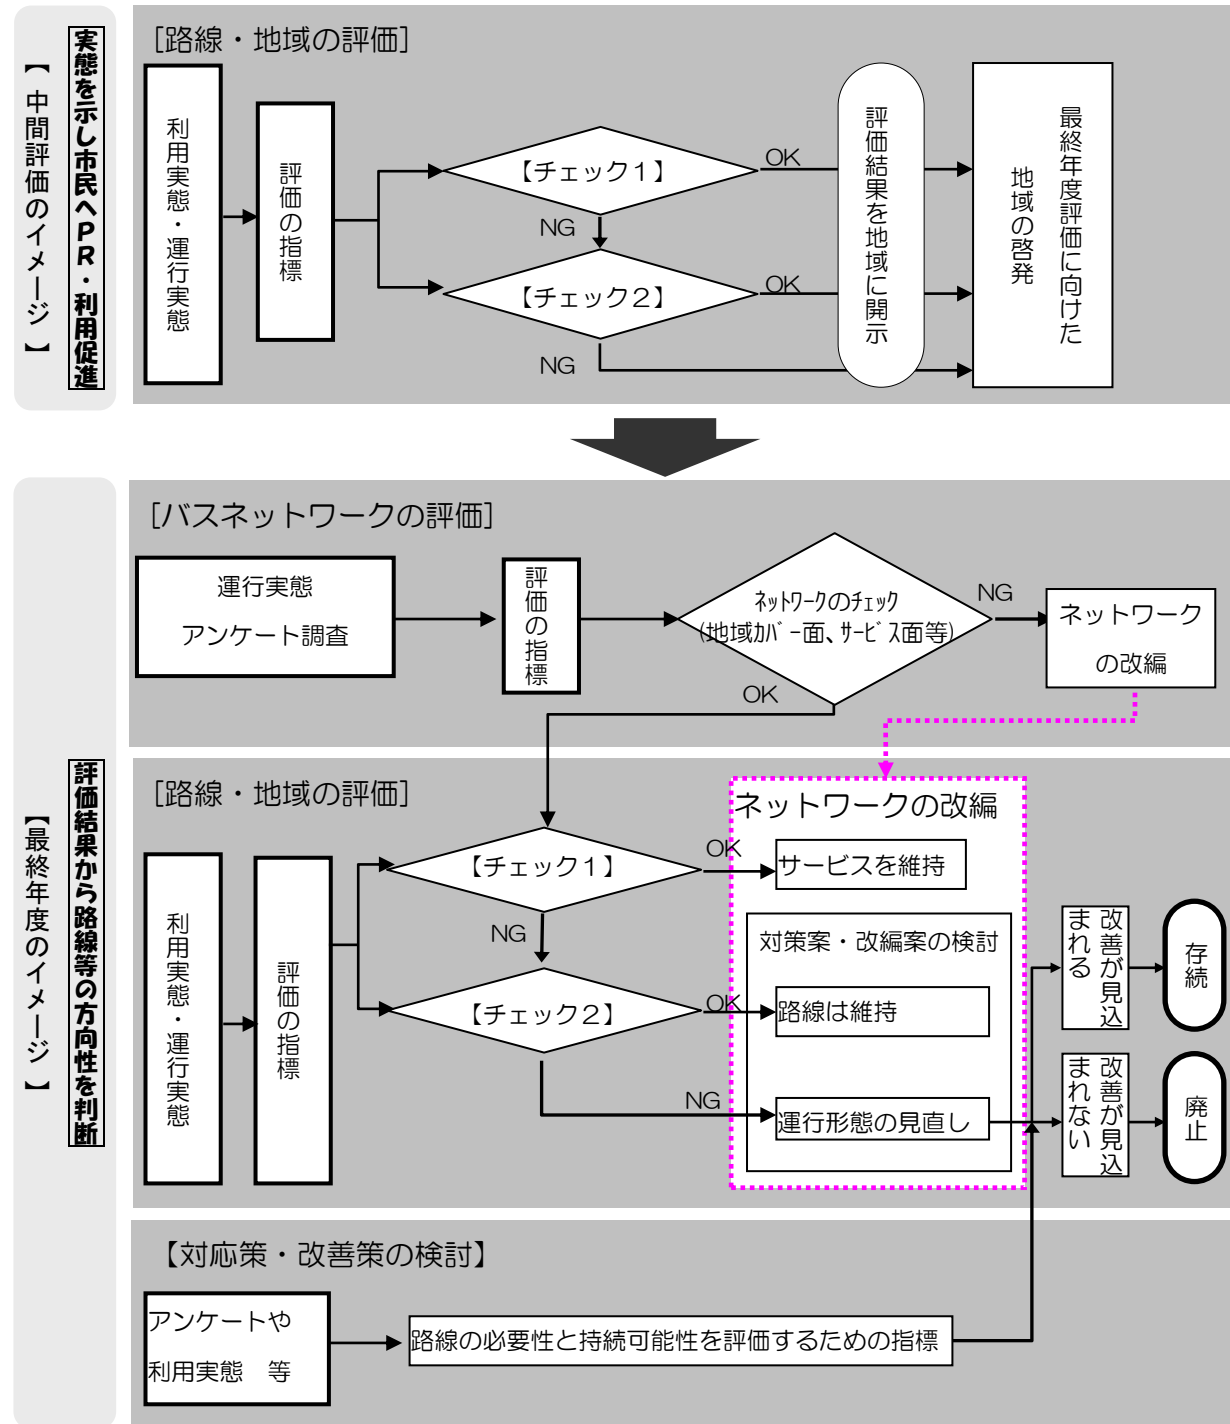 実態を示し市民へPR・利用促進
【 中間評価のイメージ 】
[路線・地域の評価]
利用実態・運行実態
評価の指標
【チェック1】
OK
NG
【チェック2】
OK
NG
評価結果を地域に開示
最終年度評価に向けた
地域の啓発
評価結果から路線等の方向性を判断
【最終年度のイメージ 】
[バスネットワークの評価]
運行実態
アンケート調査
評価の指標
ネットワークのチェック
(地域カバー面、サービス面等)
NG
OK
ネットワーク
の改編
[路線・地域の評価]
利用実態・運行実態
評価の指標
【チェック1】
OK
NG
【チェック2】
OK
NG
ネットワークの改編
サービスを維持
対策案・改編案の検討
路線は維持
運行形態の見直し
改善が見込
まれる
存続
改善が見込
まれない
廃止
【対応策・改善策の検討】
アンケートや
利用実態 等
路線の必要性と持続可能性を評価するための指標